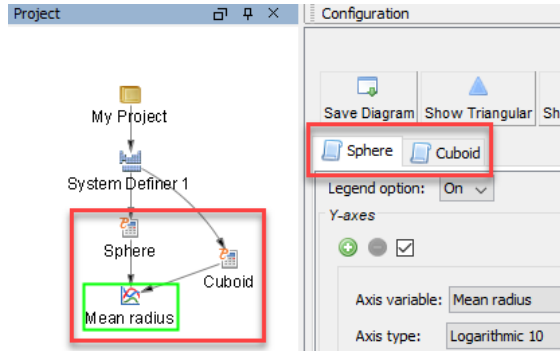 Project
Configuration
My Project
System Definer 1
Sphere
Cuboid
Mean radius
Save Diagram Show Triangular Sh
Sphere Cuboid
Legend option: On
Y-axes
Axis variable: Mean radius
Axis type: Logarithmic 10